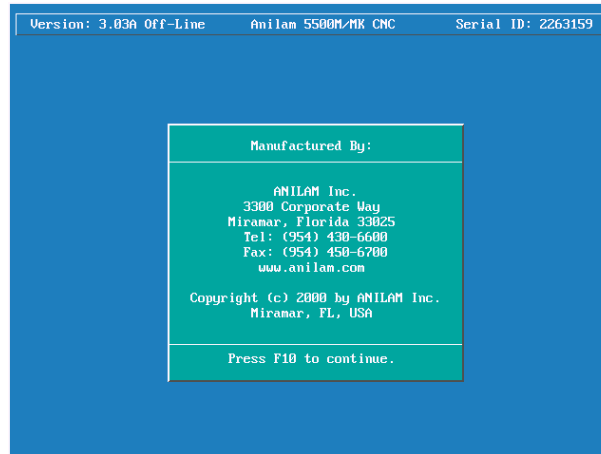 Version: 3.03A Off-Line Anilam 5500M/MK CNC Serial ID: 2263159
Manufactured By:
ANILAM Inc.
3300 Corporate Way
Miramar, Florida 33025
Tel: (954) 430-6600
Fax: (954) 450-6700
www.anilam.com
Copyright (c) 2000 by ANILAM Inc.
Miramar, FL, USA
Press F10 to continue.